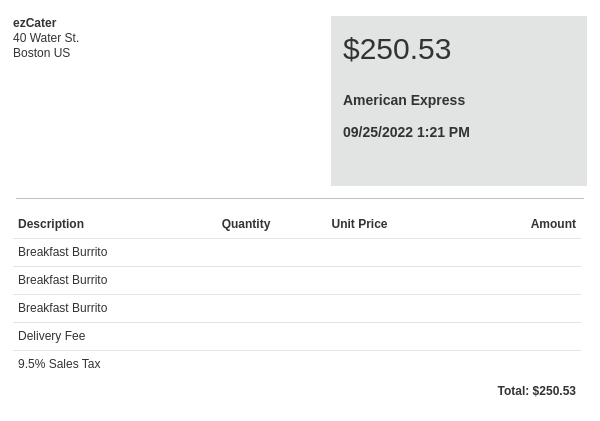 ezCater
40 Water St.
Boston US
$250.53
American Express
09/25/2022 1:21 PM
Description Quantity Unit Price Amount
Breakfast Burrito
Breakfast Burrito
Breakfast Burrito
Delivery Fee
9.5% Sales Tax
Total: $250.53